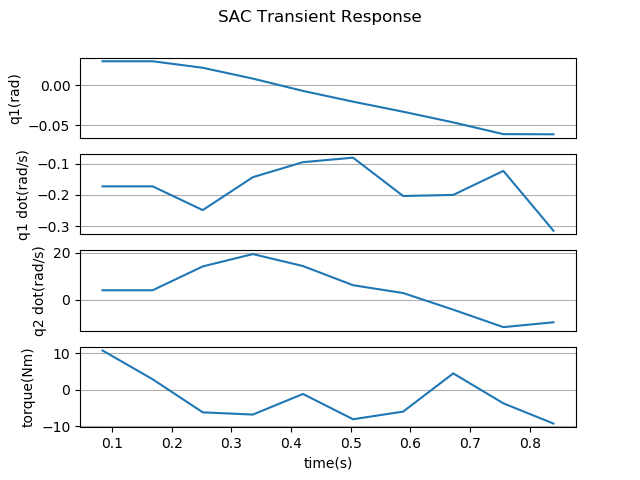 SAC Transient Response
q1(rad)
0.00
−0.05
q1 dot(rad/s)
−0.1
−0.2
−0.3
q2 dot(rad/s)
20
0
torque(Nm)
10
0
−10
0.1 0.2 0.3 0.4 0.5 0.6 0.7 0.8
time(s)